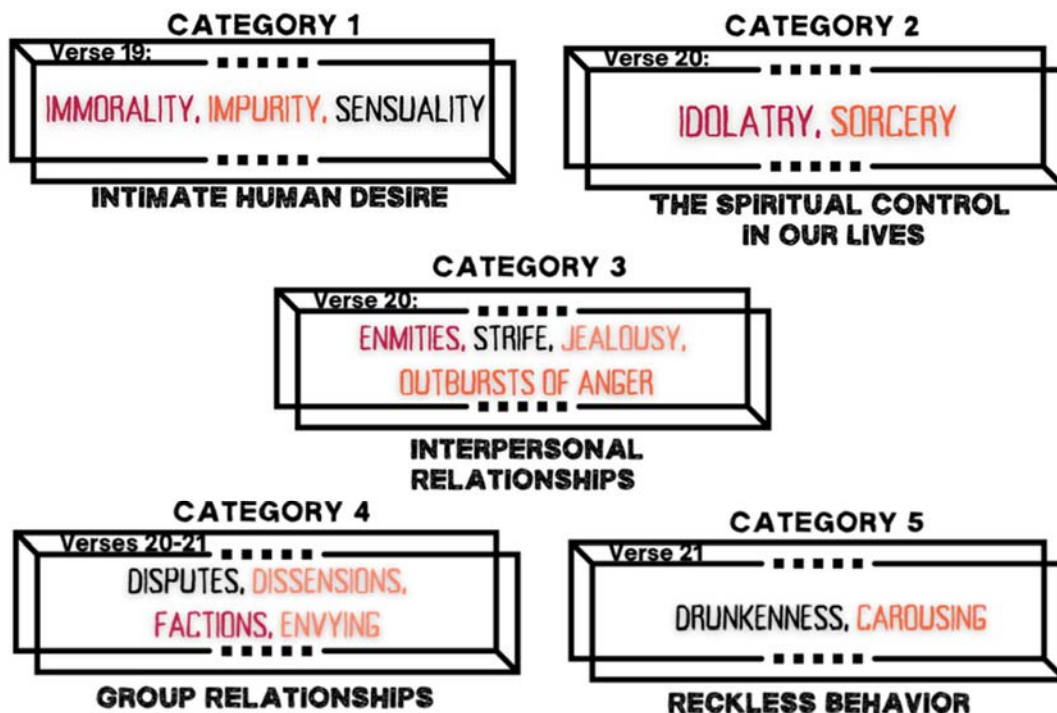 CATEGORY 1
Verse 19:
IMMORALITY, IMPURITY, SENSUALITY
INTIMATE HUMAN DESIRE
CATEGORY 2
Verse 20:
IDOLATRY, SORCERY
THE SPIRITUAL CONTROL
IN OUR LIVES
CATEGORY 3
Verse 20:
ENMITIES, STRIFE, JEALOUSY,
OUTBURSTS OF ANGER
INTERPERSONAL
RELATIONSHIPS
CATEGORY 4
Verses 20-21
DISPUTES, DISSENSIONS,
FACTIONS, ENVYING
GROUP RELATIONSHIPS
CATEGORY 5
Verse 21
DRUNKENNESS, CAROUSING
RECKLESS BEHAVIOR